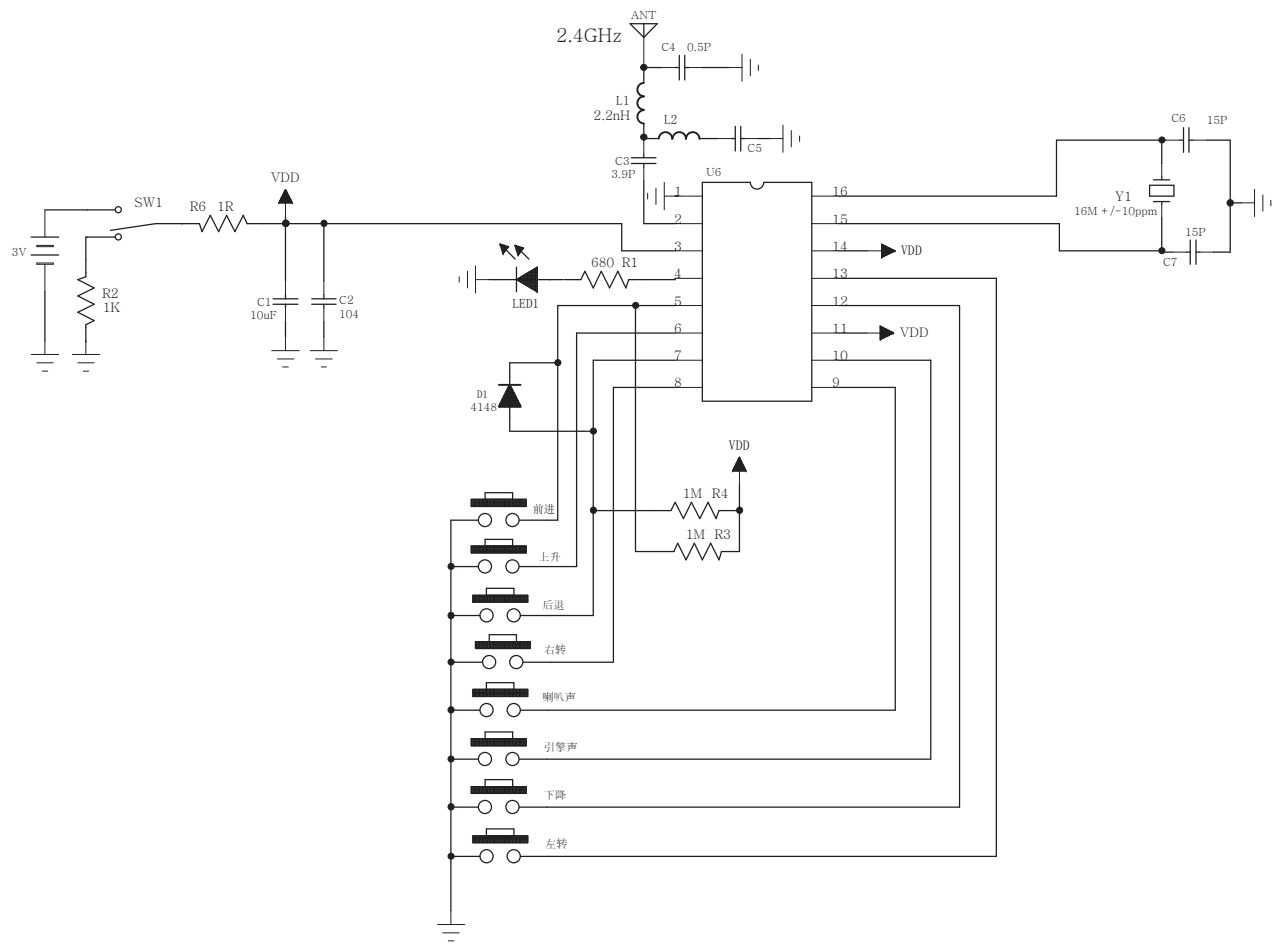 ANT
2.4GHz
C4 0.5P
L1
2.2nH
L2
C5
C3
3.9P
U6
C6 15P
Y1
16M +/-10ppm
15P
C7
VDD
SW1
R6 1R
3V
R2
1K
C1
10uF
C2
104
680 R1
LED1
1
2
3
4
5
6
7
8
16
15
14
VDD
13
12
11
VDD
10
9
D1
4148
VDD
1M R4
1M R3
前进
上升
后退
右转
喇叭声
引擎声
下降
左转